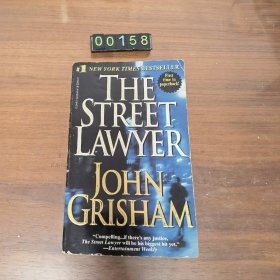 00158
#1 NEW YORK TIMES BESTSELLER
First
time in
paperback!
THE
STREET
LAWYER
JOHN
GRISHAM
"Compelling...if there's any justice,
The Street Lawyer will be his biggest hit yet."
—Entertainment Weekly